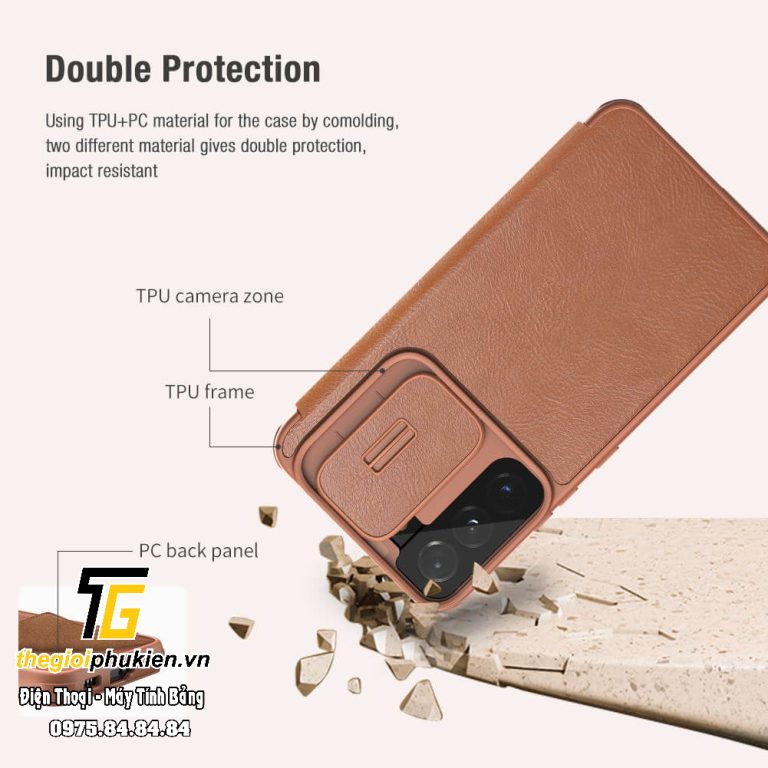 Double Protection
Using TPU+PC material for the case by comolding,
two different material gives double protection,
impact resistant
TPU camera zone
TPU frame
PC back panel
TG
thegioiphukien.vn
Điện Thoại - Máy Tính Bảng
0975.84.84.84